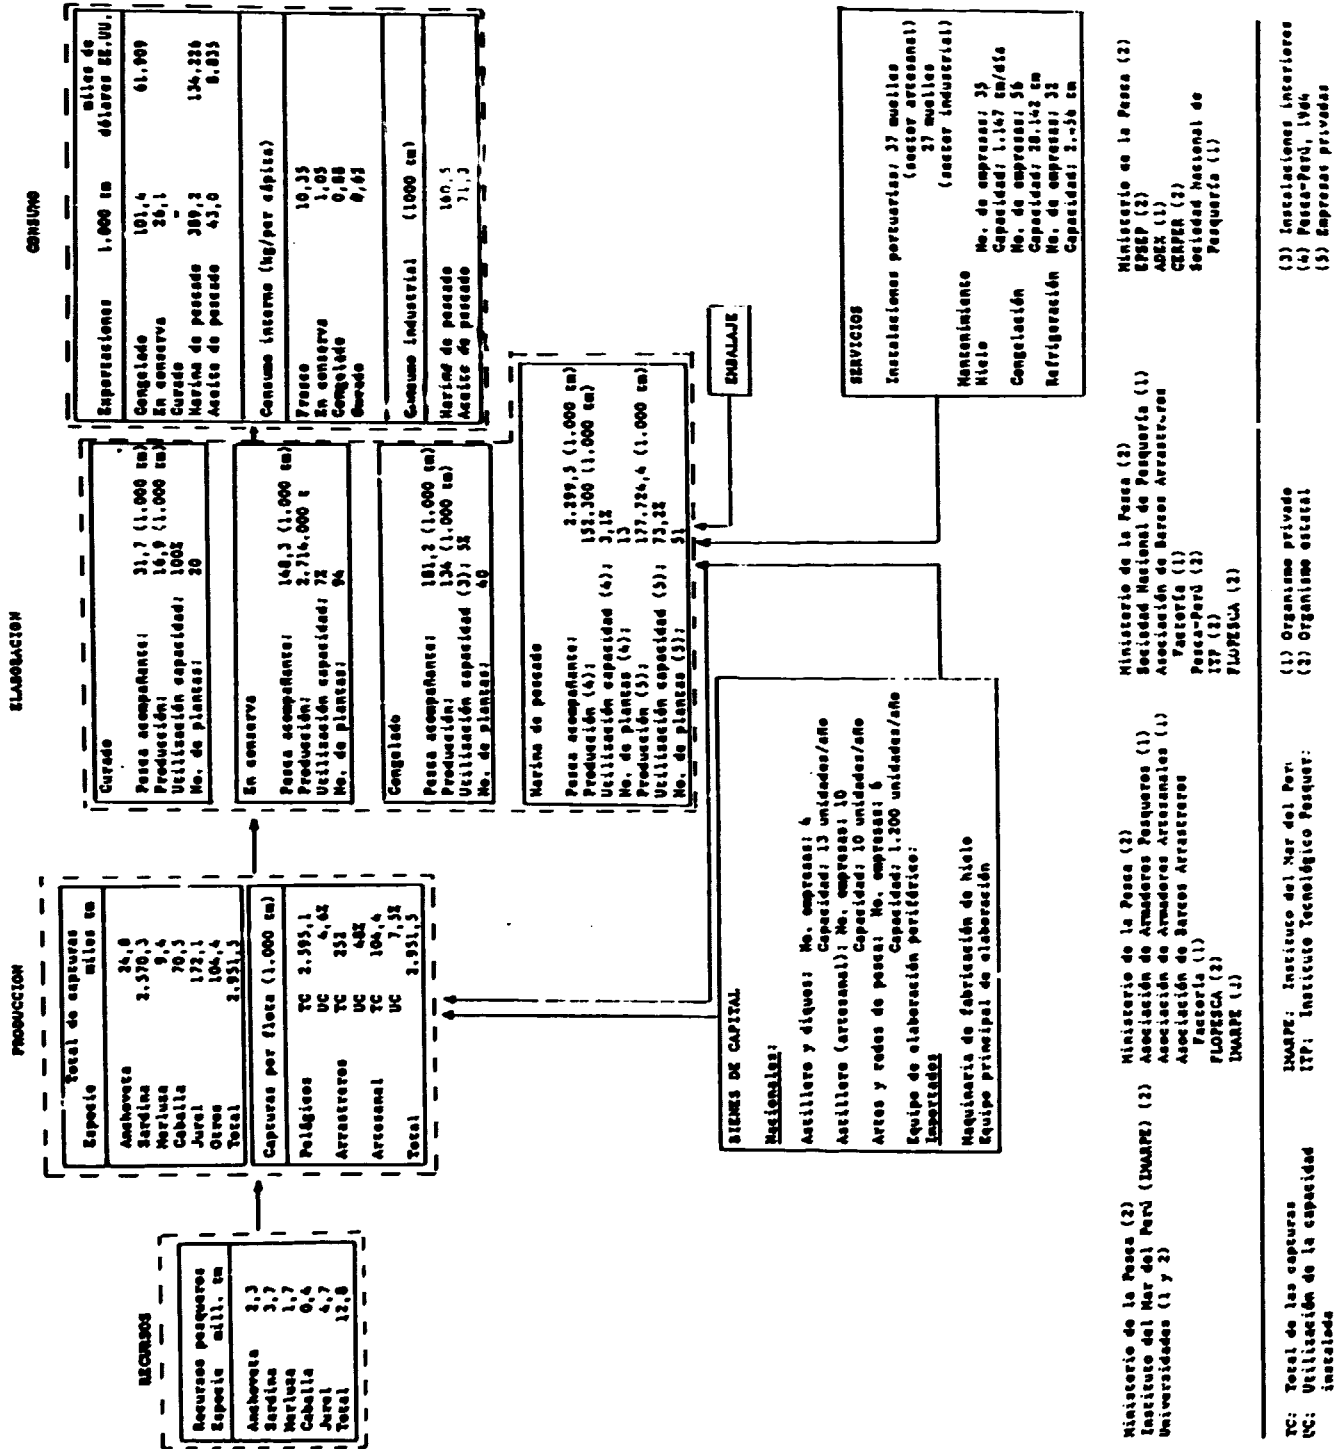 RECURSOS
Recursos pesqueros
Especie mill. tm
Anchoveta 2,3
Sardina 3,7
Merluza 1,7
Caballa 0,4
Jurel 4,7
Total 12,8
PRODUCCION
Total de capturas
Especie miles tm
Anchoveta 24,8
Sardina 2.570,3
Merluza 9,4
Caballa 70,5
Jurel 172,1
Otros 104,4
Total 2.951,5
Capturas por flota (1.000 tm)
Pelágicos TC 2.595,1
UC 4,6%
Arrastreros TC 252
UC 48%
Artesanal TC 104,4
UC 7,5%
Total 2.951,5
ELABORACION
Curado
Pesca acompañante: 31,7 (1.000 tm)
Producción: 16,9 (1.000 tm)
Utilización capacidad: 100%
No. de plantas: 20
En conserva
Pesca acompañante: 148,3 (1.000 tm)
Producción: 2.714.000 t
Utilización capacidad: 7%
No. de plantas: 94
Congelado
Pesca acompañante: 181,2 (1.000 tm)
Producción: 134 (1.000 tm)
Utilización capacidad (3): 5%
No. de plantas: 40
Harina de pescado
Pesca acompañante: 2.299,5 (1.000 tm)
Producción (4): 152.300 (1.000 tm)
Utilización capacidad (4): 3,1%
No. de plantas (4): 13
Producción (5): 177.724,4 (1.000 tm)
Utilización capacidad (5): 73,2%
No. de plantas (5): 51
CONSUMO
Exportaciones 1.000 tm miles de
dólares EE.UU.
Congelado 101,4 61.909
En conserva 26,1
Curado -
Harina de pescado 389,2 134,226
Aceite de pescado 43,0 8.835
Consumo interno (kg/per cápita)
Fresco 10,35
En conserva 1,05
Congelado 0,88
Curado 0,62
Consumo industrial (1000 tm)
Harina de pescado 160,5
Aceite de pescado 71,3
EMBALAJE
BIENES DE CAPITAL
Nacionales:
Astillero y diques: No. empresas: 4
Capacidad: 13 unidades/año
Astillero (artesanal): No. empresas: 10
Capacidad: 10 unidades/año
Artes y redes de pesca: No. empresas: 6
Capacidad: 1.200 unidades/año
Equipo de elaboración periférico:
Importados
Maquinaria de fabricación de hielo
Equipo principal de elaboración
SERVICIOS
Instalaciones portuarias: 37 muelles
(sector artesanal)
27 muelles
(sector industrial)
Mantenimiento
Hielo No. de empresas: 35
Capacidad: 1.147 tm/día
Congelación No. de empresas: 56
Capacidad: 28.142 tm
Refrigeración No. de empresas: 32
Capacidad: tm
Ministerio de la Pesca (2)
Instituto del Mar del Perú (IMARPE) (2)
Universidades (1 y 2)
Ministerio de la Pesca (2)
Asociación de Armadores Pesqueros (1)
Asociación de Armadores Artesanales (1)
Asociación de Barcos Arrastreros
Factoría (1)
FLOPESCA (2)
IMARPE
Ministerio de la Pesca (2)
Sociedad Nacional de Pesquería (1)
Asociación de Barcos Arrastreros
Factoría (1)
Pesca-Perú (2)
ITP (2)
FLOPESCA (2)
Ministerio de la Pesca (2)
EPSEP (2)
ADEX (1)
CERPER (2)
Sociedad Nacional de
Pesquería (1)
TC: Total de las capturas
UC: Utilización de la capacidad
instalada
IMARPE: Instituto del Mar del Perú
ITP: Instituto Tecnológico Pesquer:
(1) Organismo privado
(2) Organismo estatal
(3) Instalaciones interiores
(4) Pesca-Perú, 1984
(5) Empresas privadas